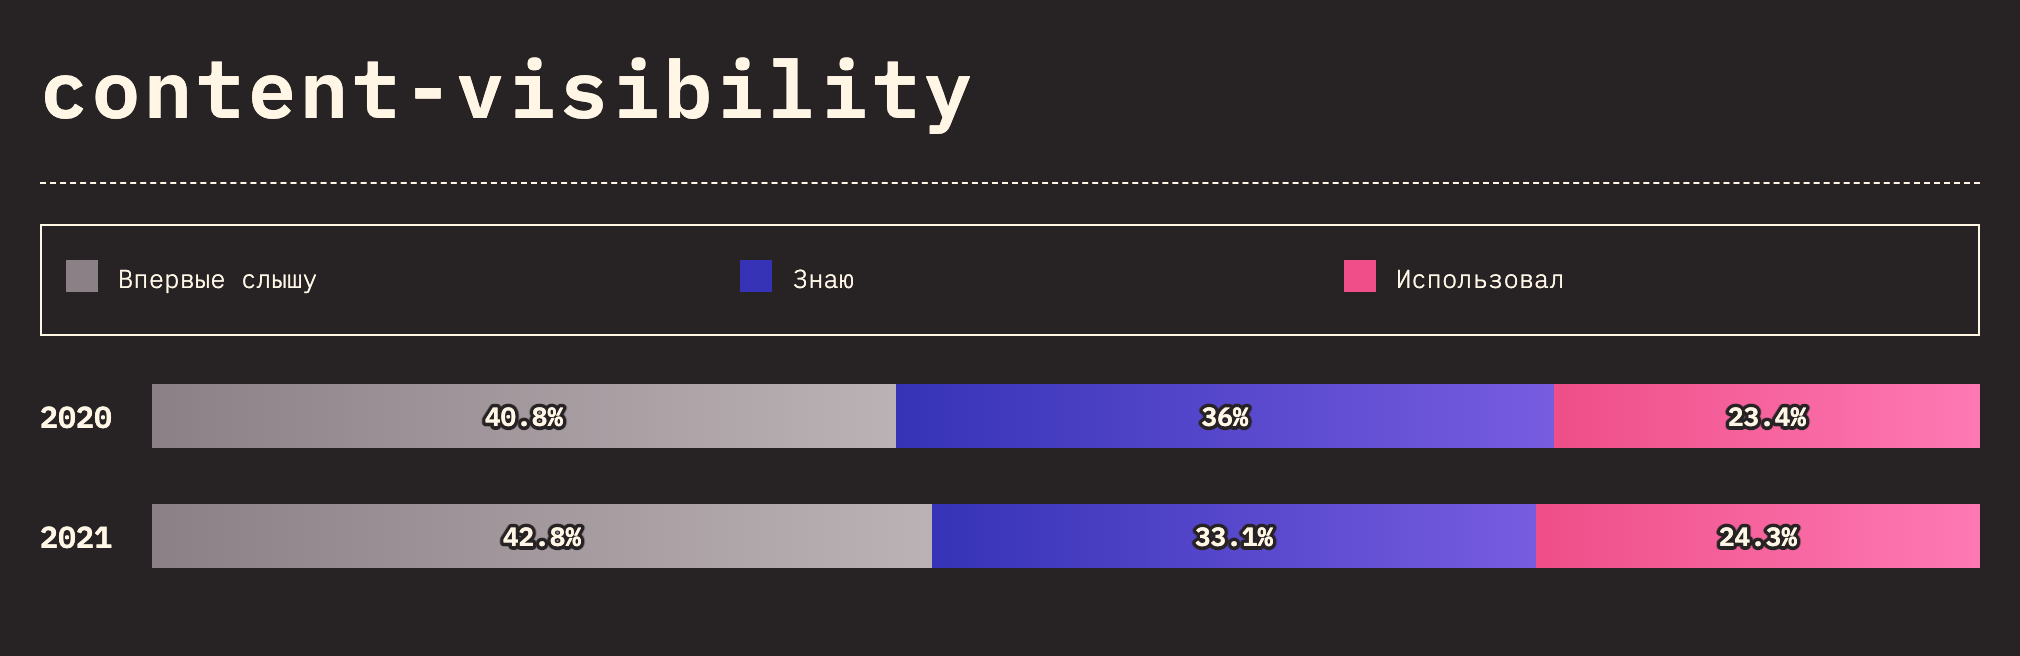 content-visibility
Впервые слышу Знаю Использовал
2020 40.8% 36% 23.4%
2021 42.8% 33.1% 24.3%